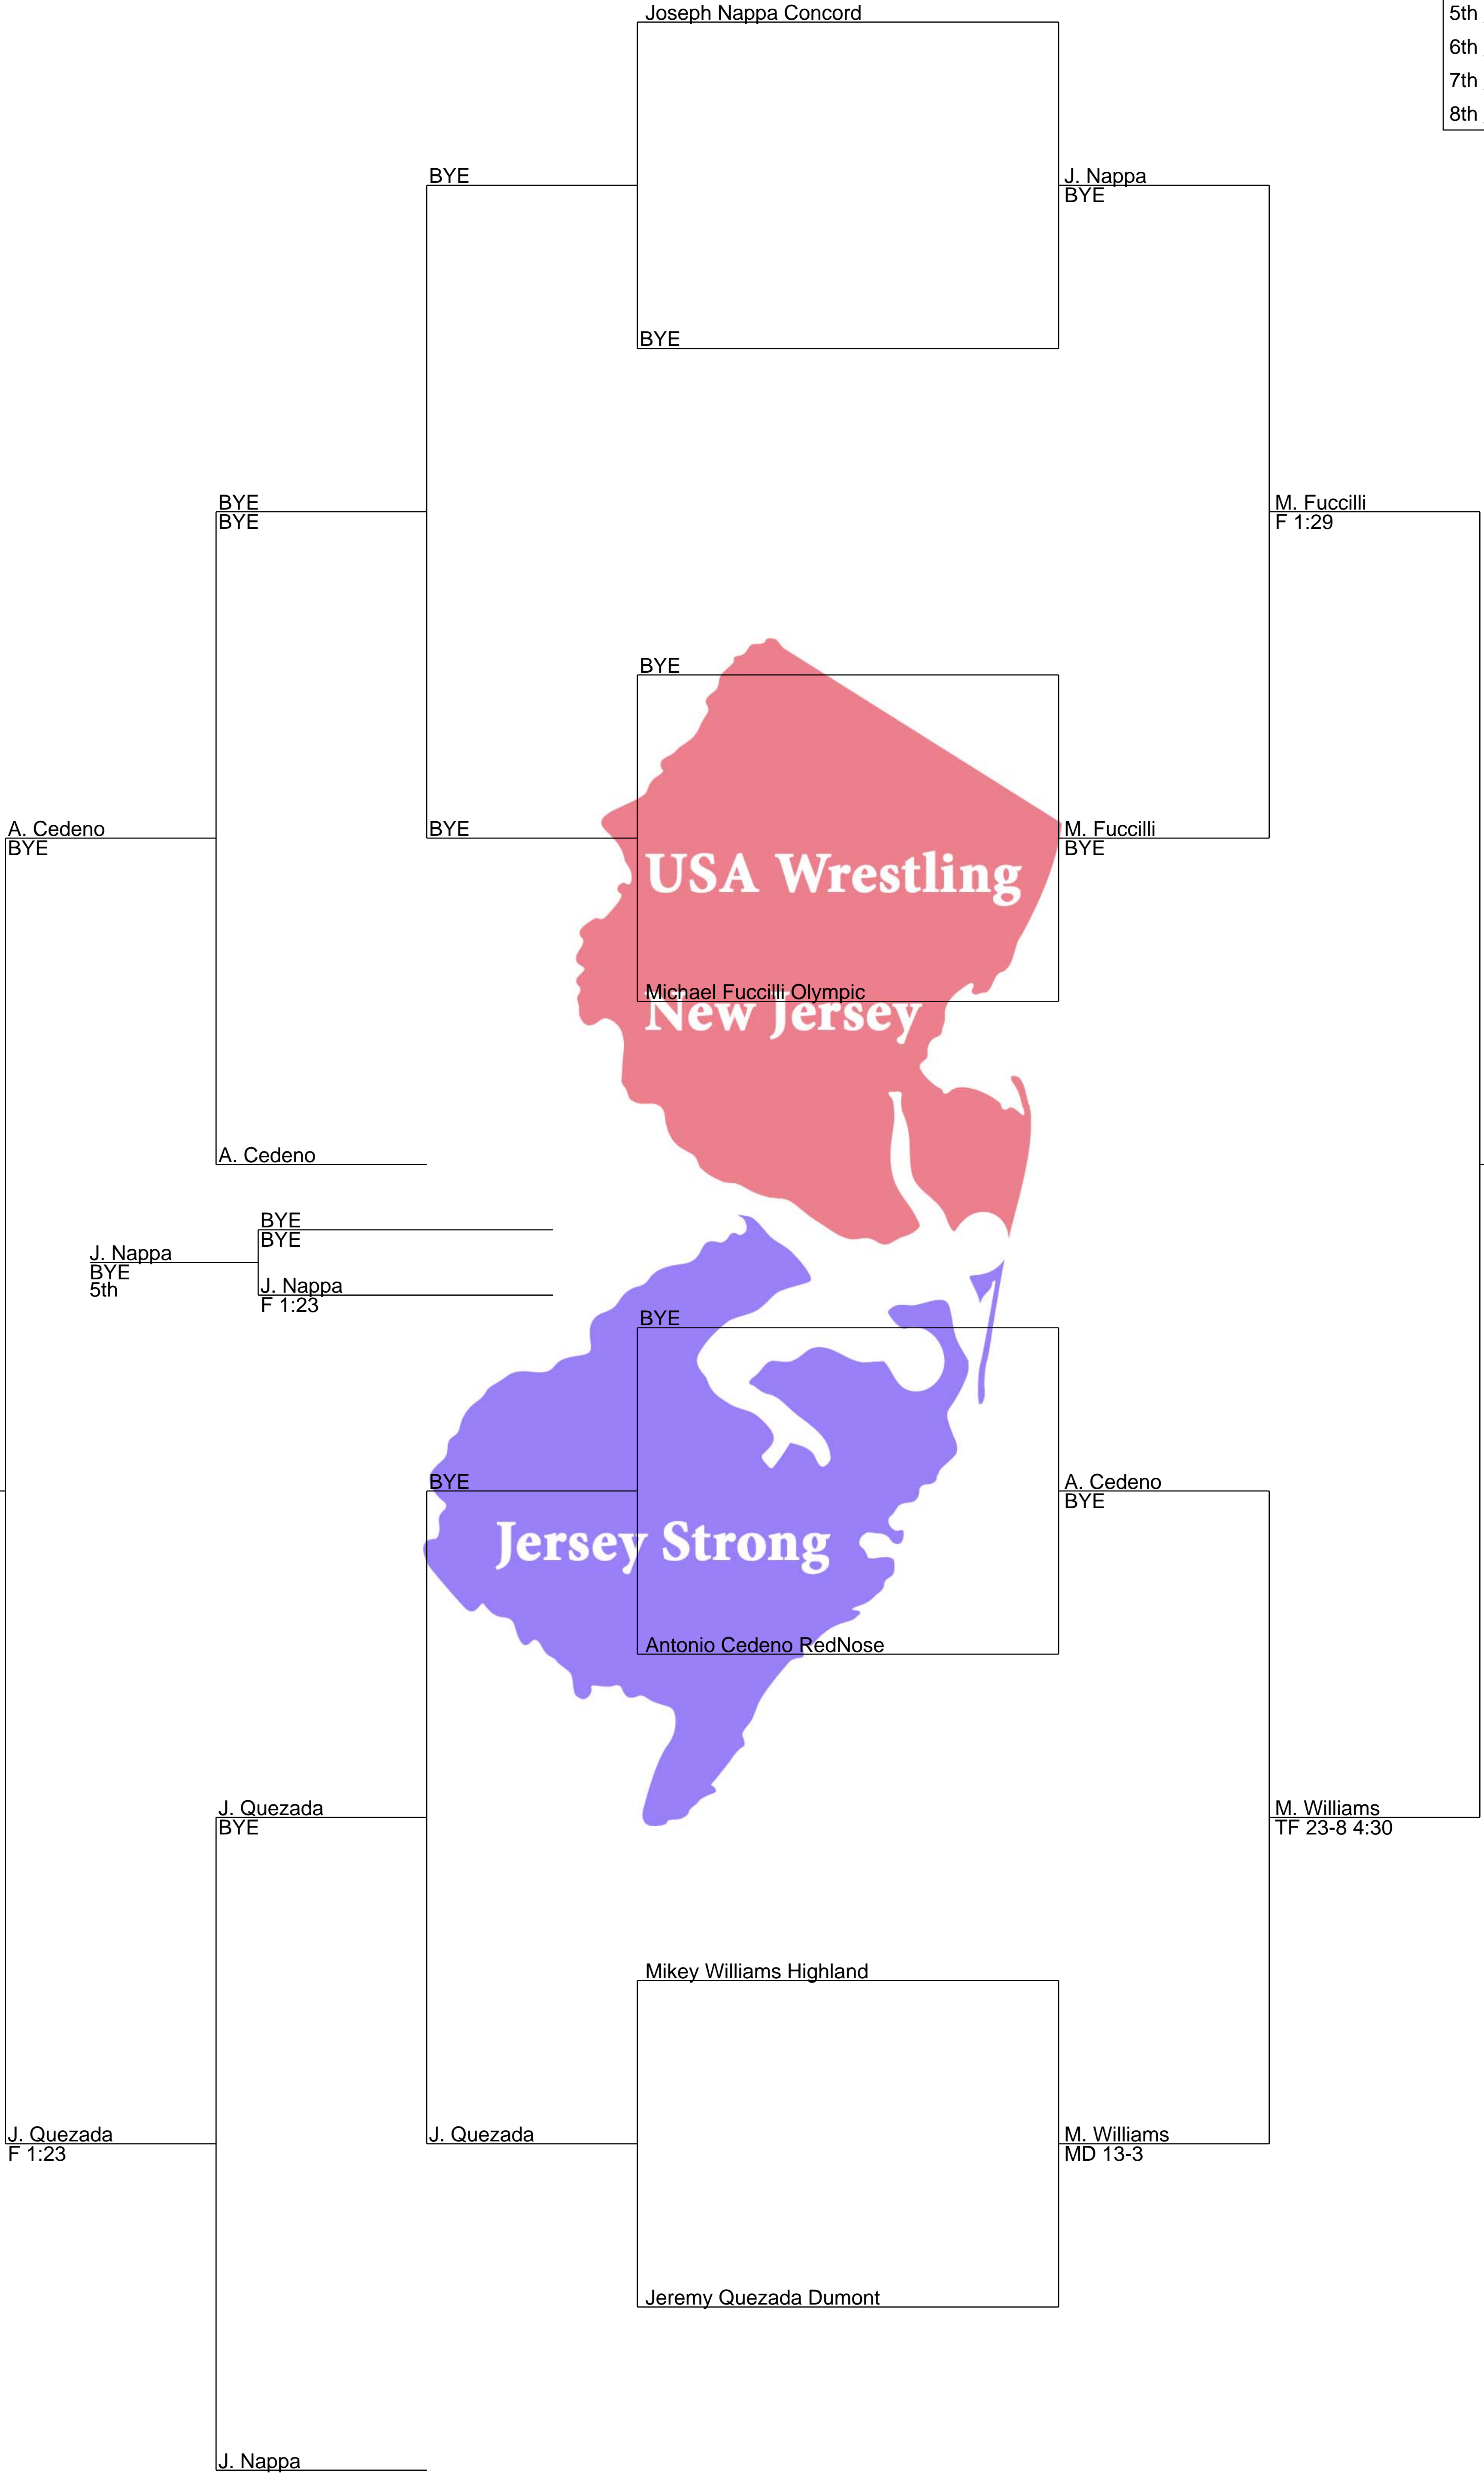 Joseph Nappa Concord
5th
6th
7th
8th
BYE
J. Nappa
BYE
BYE
BYE
BYE
M. Fuccilli
F 1:29
BYE
A. Cedeno
BYE
BYE
M. Fuccilli
BYE
USA Wrestling
Michael Fuccilli Olympic
New Jersey
A. Cedeno
BYE
BYE
J. Nappa
BYE
5th
J. Nappa
F 1:23
BYE
BYE
A. Cedeno
BYE
Jersey Strong
Antonio Cedeno RedNose
J. Quezada
BYE
M. Williams
TF 23-8 4:30
Mikey Williams Highland
J. Quezada
F 1:23
J. Quezada
M. Williams
MD 13-3
Jeremy Quezada Dumont
J. Nappa